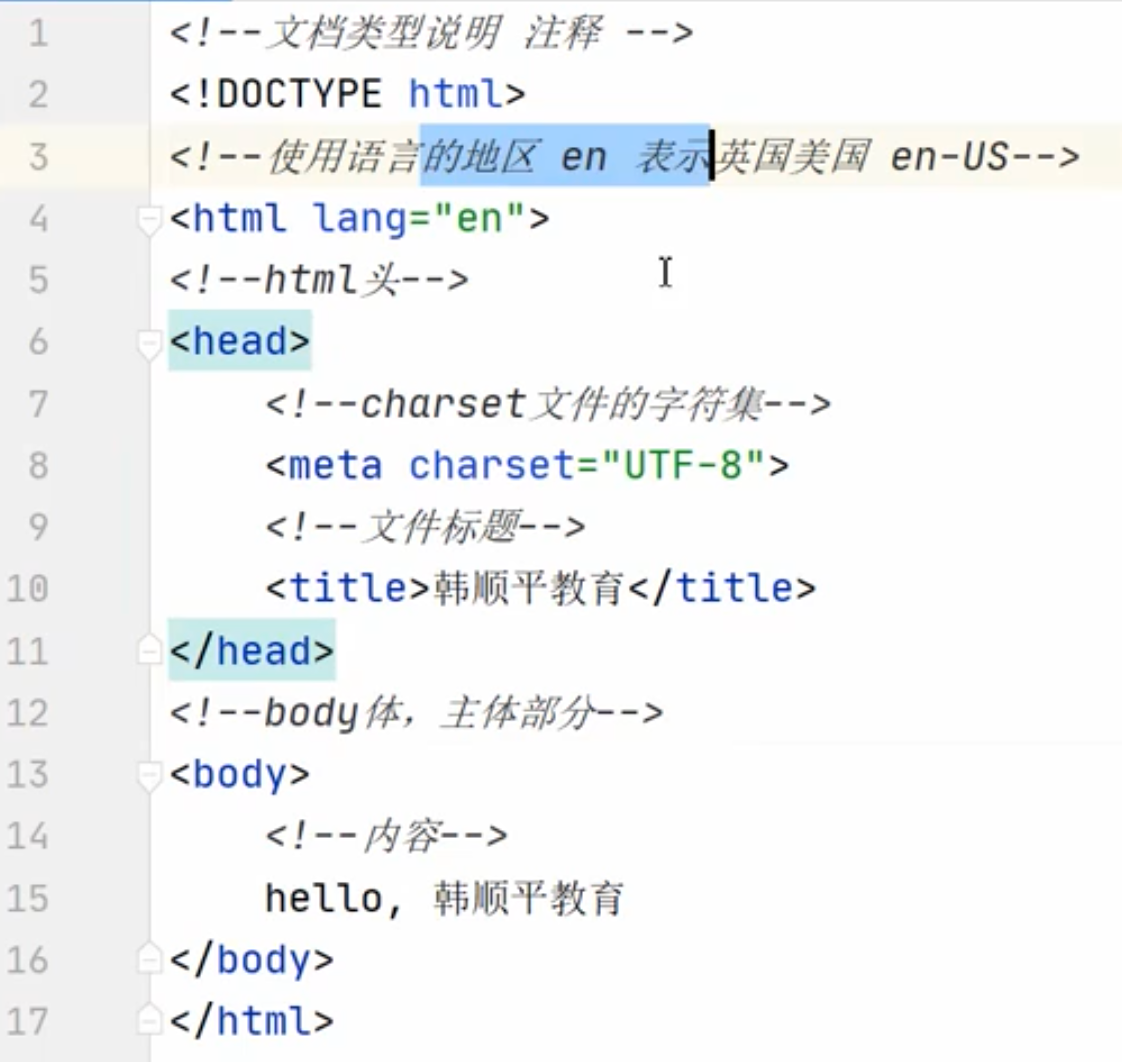 1 <!--文档类型说明 注释 -->
2 <!DOCTYPE html>
3 <!--使用语言的地区 en 表示英国美国 en-US-->
4 <html lang="en">
5 <!--html头-->
6 <head>
7 <!--charset文件的字符集-->
8 <meta charset="UTF-8">
9 <!--文件标题-->
10 <title>韩顺平教育</title>
11 </head>
12 <!--body体，主体部分-->
13 <body>
14 <!--内容-->
15 hello, 韩顺平教育
16 </body>
17 </html>